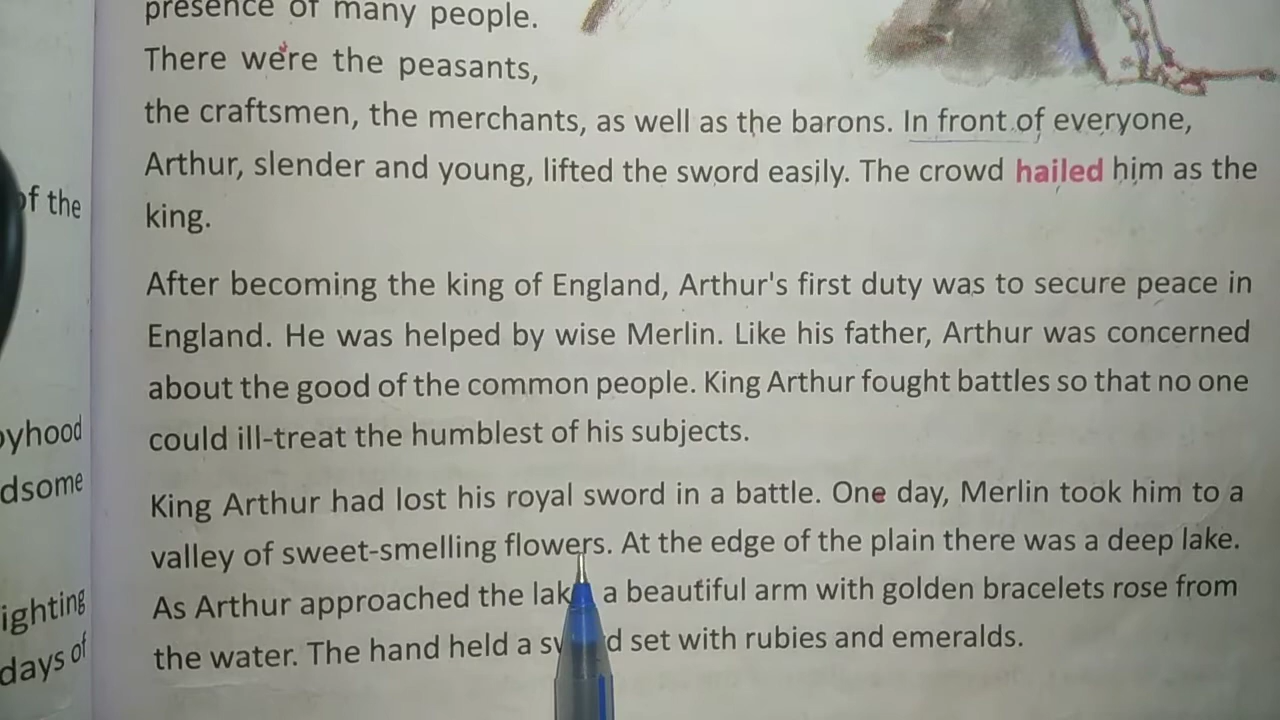 presence of many people.
There were the peasants,
the craftsmen, the merchants, as well as the barons. In front of everyone,
Arthur, slender and young, lifted the sword easily. The crowd hailed him as the
king.
After becoming the king of England, Arthur's first duty was to secure peace in
England. He was helped by wise Merlin. Like his father, Arthur was concerned
about the good of the common people. King Arthur fought battles so that no one
could ill-treat the humblest of his subjects.
King Arthur had lost his royal sword in a battle. One day, Merlin took him to a
valley of sweet-smelling flowers. At the edge of the plain there was a deep lake.
As Arthur approached the lak a beautiful arm with golden bracelets rose from
the water. The hand held a set with rubies and emeralds.
of the
days of